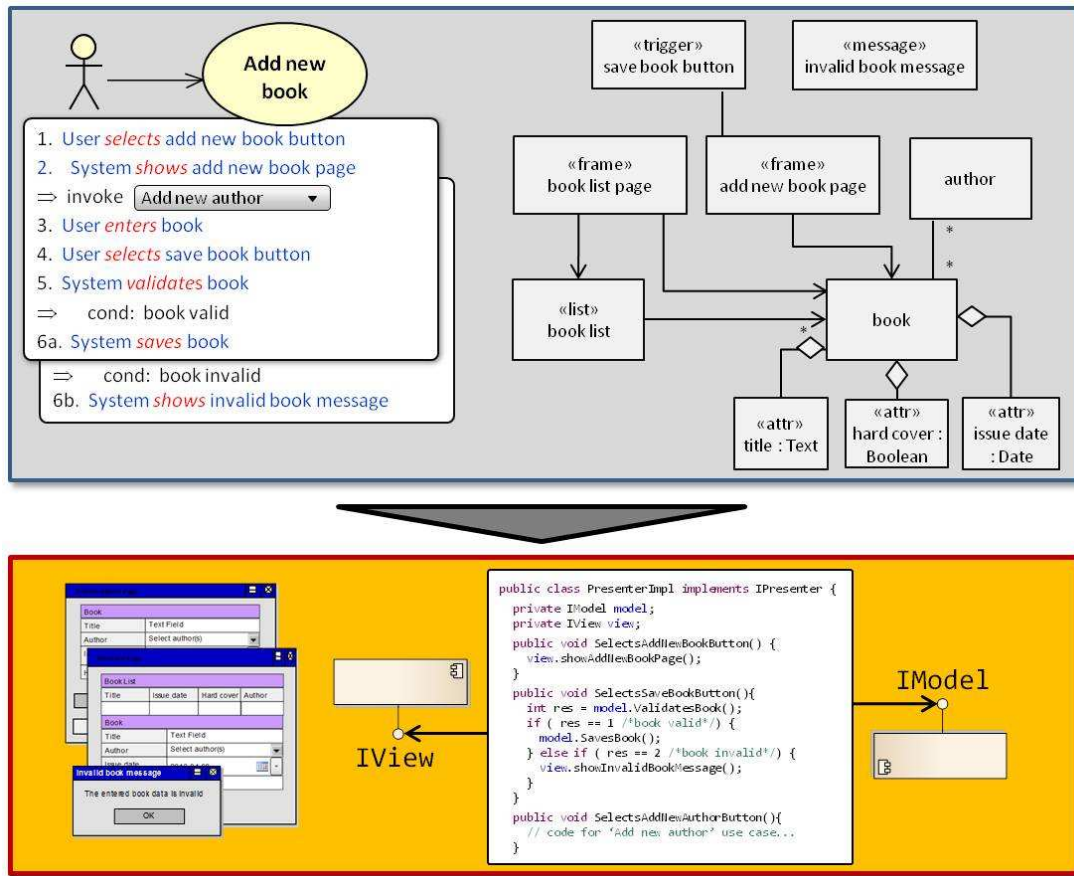 Add new
book
1. User selects add new book button
2. System shows add new book page
⇒ invoke Add new author
3. User enters book
4. User selects save book button
5. System validates book
⇒ cond: book valid
6a. System saves book
⇒ cond: book invalid
6b. System shows invalid book message
«trigger»
save book button
«message»
invalid book message
«frame»
book list page
«frame»
add new book page
author
*
*
«list»
book list
*
book
«attr»
title : Text
«attr»
hard cover :
Boolean
«attr»
issue date
: Date
Book
Title Text Field
Author Select author(s)
Book List
Title Issue date Hard cover Author
Book
Title Text Field
Author Select author(s)
Issue date
Invalid book message
The entered book data is invalid
OK
IView
public class PresenterImpl implements IPresenter {
private IModel model;
private IView view;
public void SelectsAddNewBookButton() {
view.showAddNewBookPage();
}
public void SelectsSaveBookButton(){
int res = model.ValidatesBook();
if ( res == 1 /*book valid*/) {
model.SavesBook();
} else if ( res == 2 /*book invalid*/) {
view.showInvalidBookMessage();
}
}
public void SelectsAddNewAuthorButton(){
// code for ‘Add new author’ use case...
}
IModel